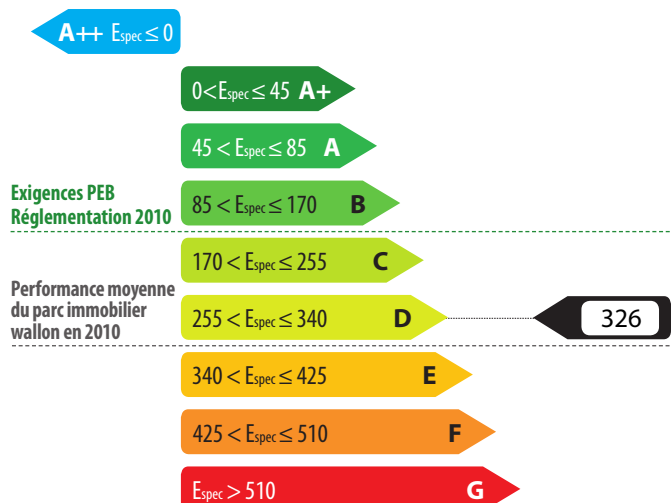 A++ Espec ≤ 0
0<Espec ≤ 45 A+
45 < Espec ≤ 85 A
Exigences PEB
Réglementation 2010
85 < Espec ≤ 170 B
170 < Espec ≤ 255 C
Performance moyenne
du parc immobilier
wallon en 2010
255 < Espec ≤ 340 D
326
340 < Espec ≤ 425 E
425 < Espec ≤ 510 F
Espec > 510 G